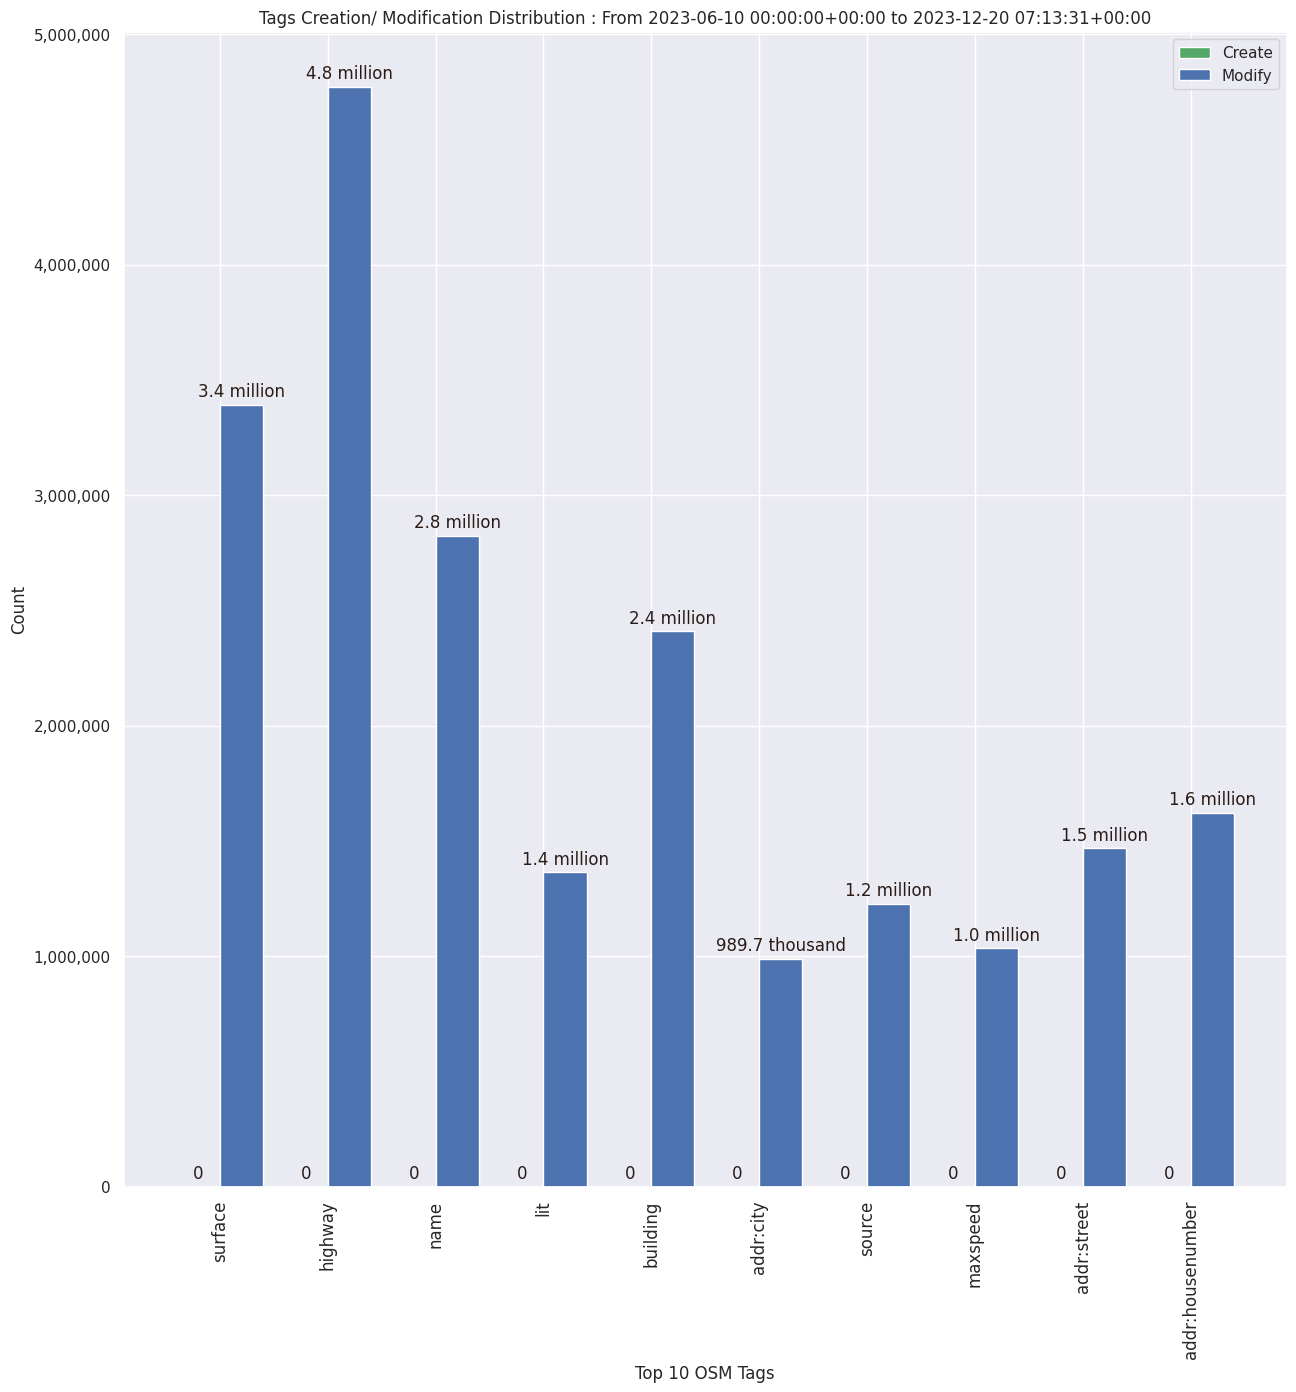 Tags Creation/ Modification Distribution : From 2023-06-10 00:00:00+00:00 to 2023-12-20 07:13:31+00:00
Create
Modify
5,000,000
4,000,000
3,000,000
2,000,000
1,000,000
0
Count
3.4 million
4.8 million
2.8 million
1.4 million
2.4 million
989.7 thousand
1.2 million
1.0 million
1.5 million
1.6 million
0
0
0
0
0
0
0
0
0
0
surface
highway
name
lit
building
addr:city
source
maxspeed
addr:street
addr:housenumber
Top 10 OSM Tags